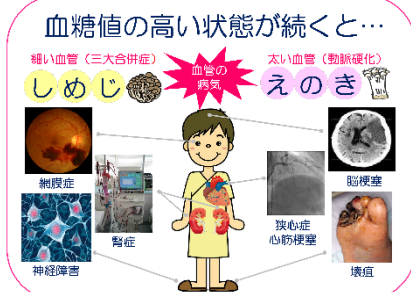 血糖値の高い状態が続くと…
細い血管（三大合併症）
しめじ
血管の
病気
太い血管（動脈硬化）
えのき
網膜症
腎症
神経障害
脳梗塞
狭心症
心筋梗塞
壊疽